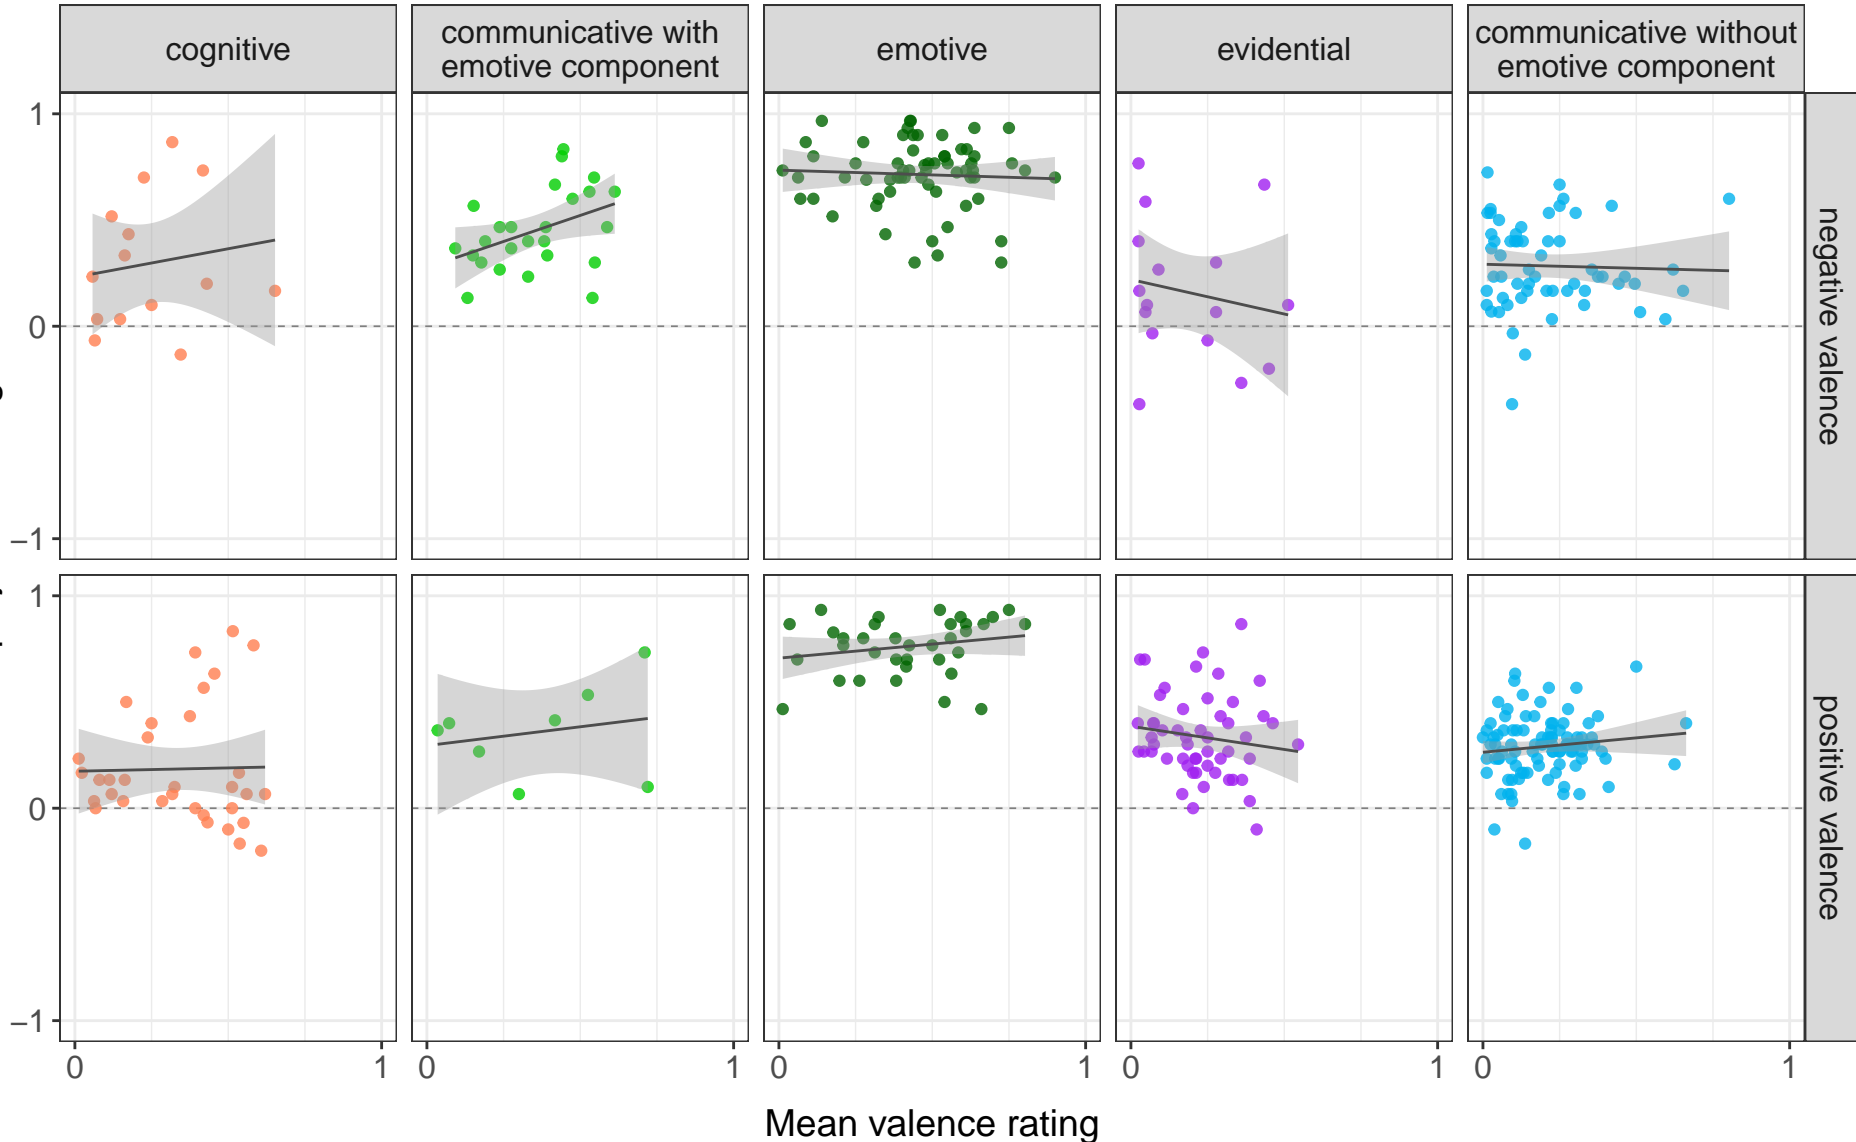 cognitive
communicative with
emotive component
emotive
evidential
communicative without
emotive component
1
0
−1
negative valence
1
0
−1
positive valence
0 1 0 1 0 1 0 1 0 1
Mean valence rating